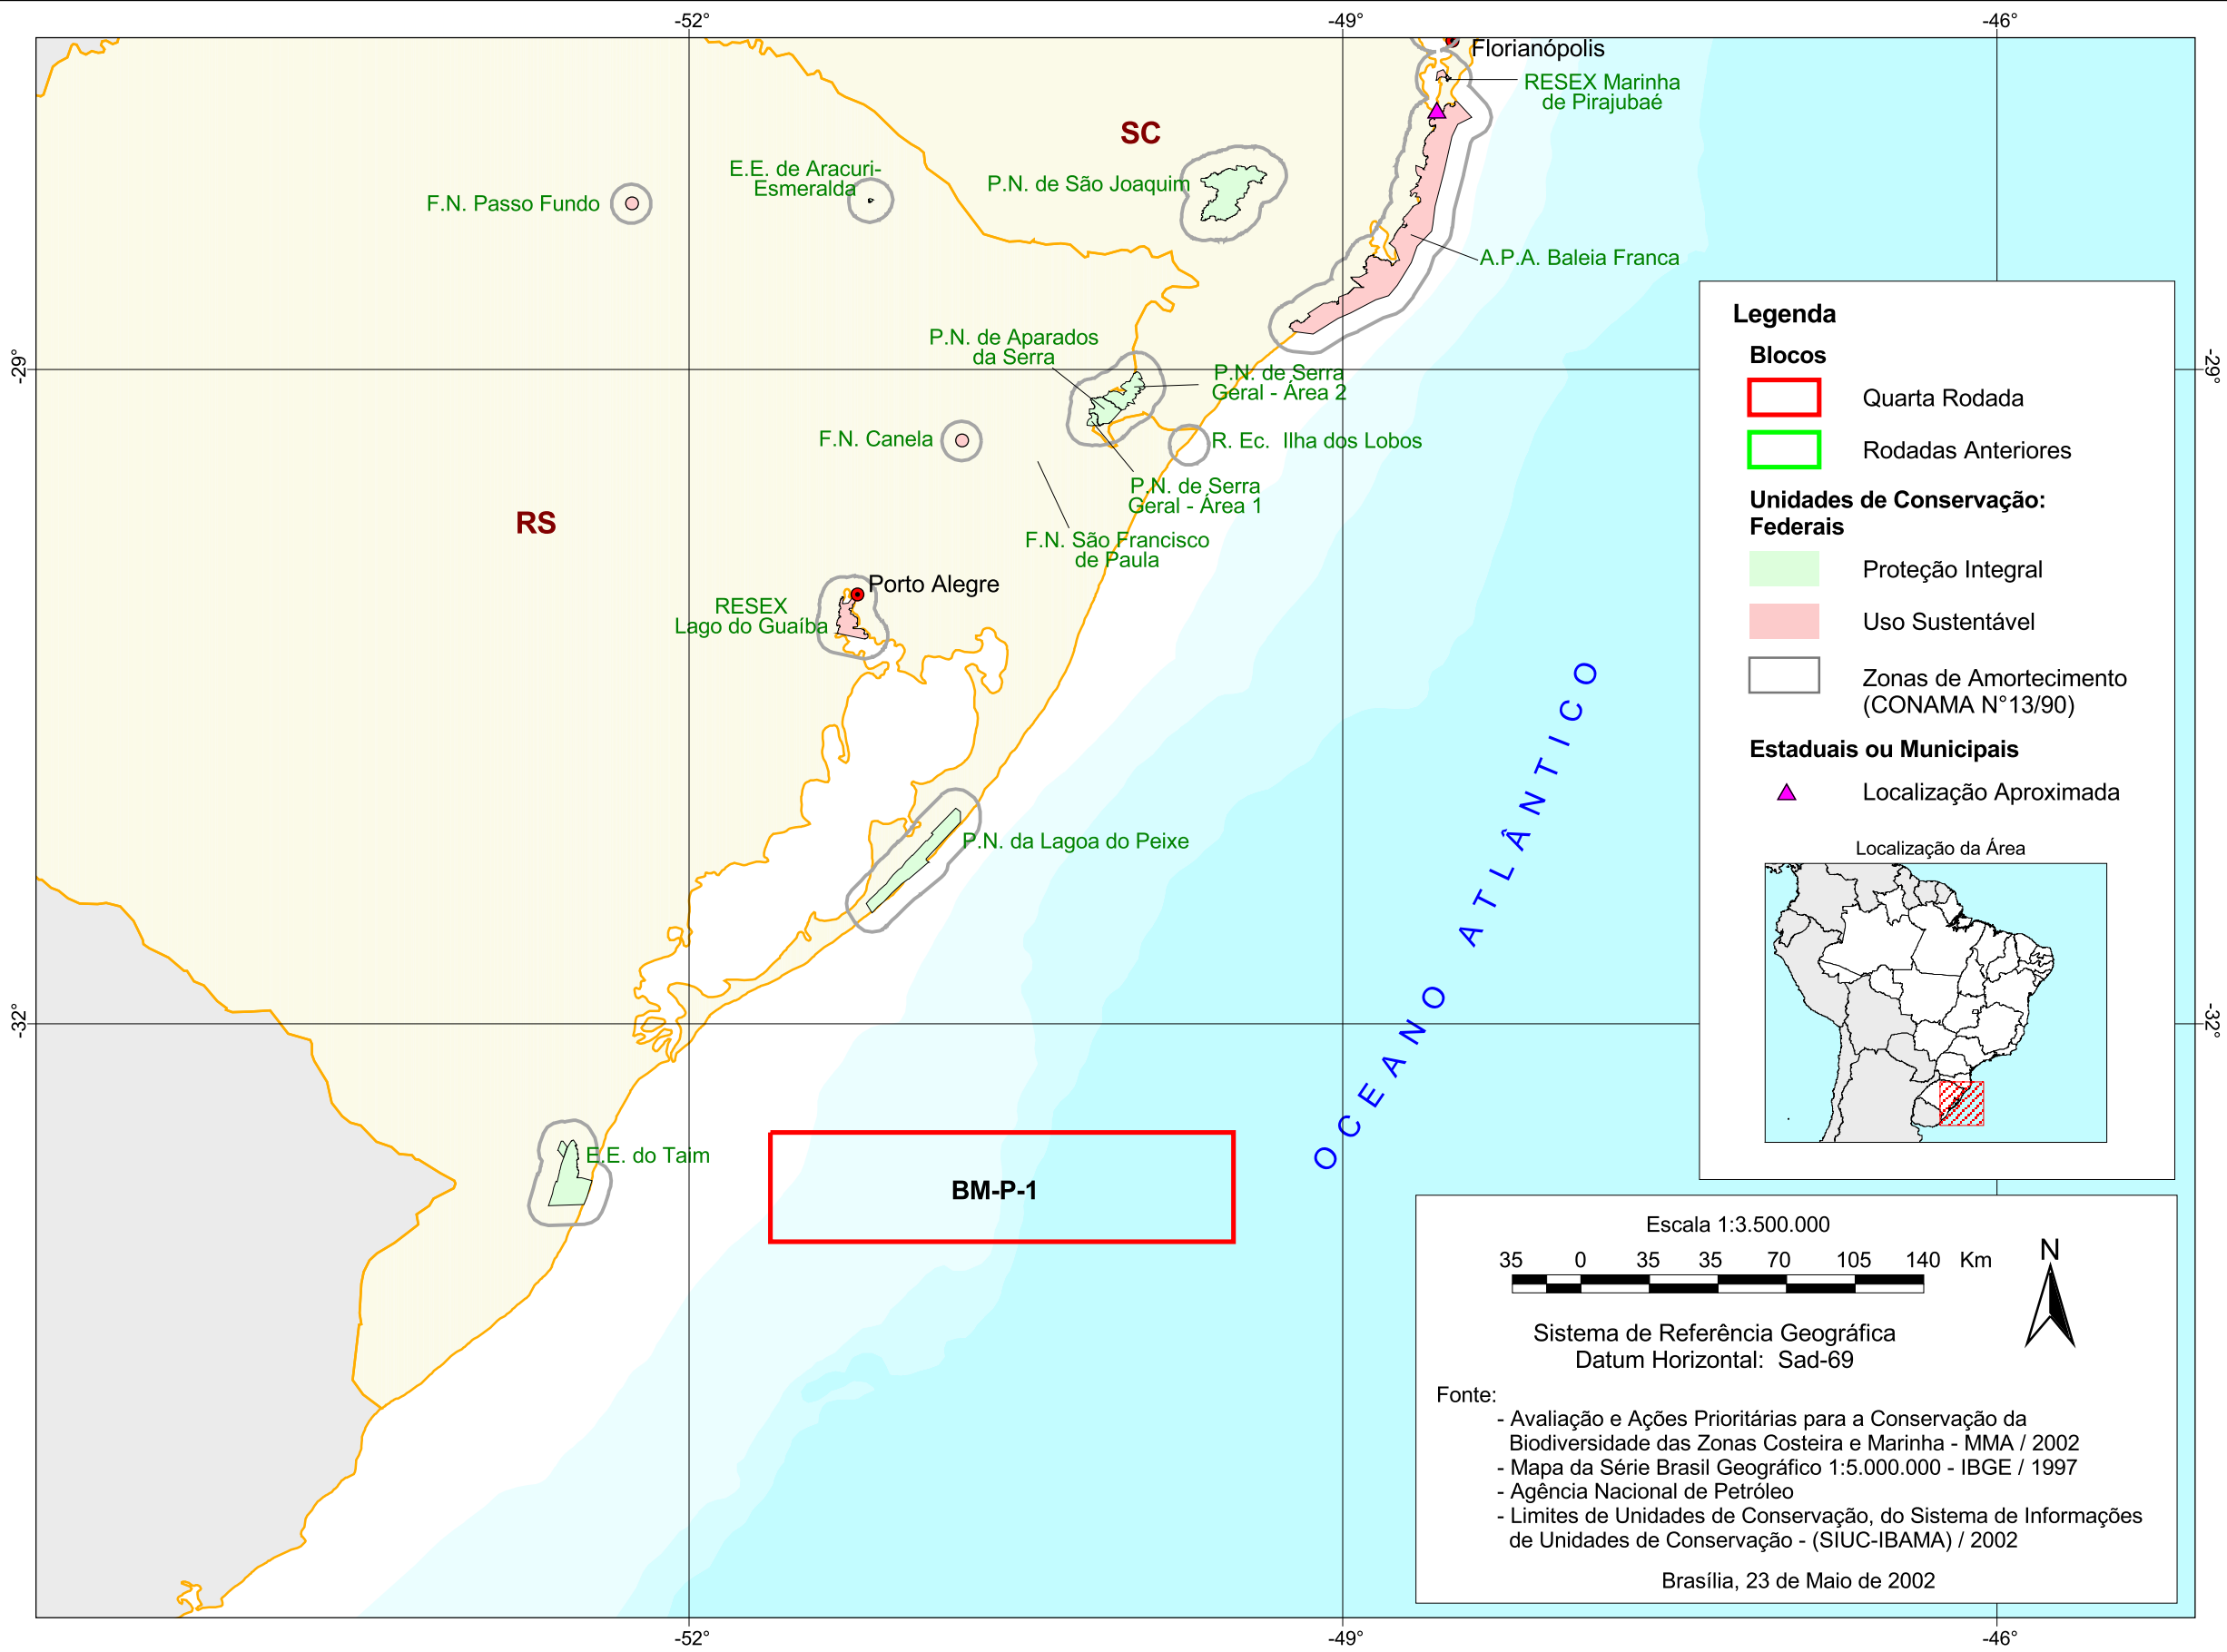 -52°
-49°
-46°
Florianópolis
RESEX Marinha
de Pirajubaé
SC
E.E. de Aracuri-
Esmeralda
P.N. de São Joaquim
F.N. Passo Fundo
A.P.A. Baleia Franca
P.N. de Aparados
da Serra
-29°
-29°
P.N. de Serra
Geral - Área 2
F.N. Canela
R. Ec. Ilha dos Lobos
P.N. de Serra
Geral - Área 1
RS
F.N. São Francisco
de Paula
Porto Alegre
RESEX
Lago do Guaíba
P.N. da Lagoa do Peixe
OCEANO ATLÂNTICO
-32°
-32°
E.E. do Taim
BM-P-1
-52°
-49°
-46°
Legenda
Blocos
Quarta Rodada
Rodadas Anteriores
Unidades de Conservação:
Federais
Proteção Integral
Uso Sustentável
Zonas de Amortecimento
(CONAMA N°13/90)
Estaduais ou Municipais
Localização Aproximada
Localização da Área
Escala 1:3.500.000
35 0 35 35 70 105 140 Km
N
Sistema de Referência Geográfica
Datum Horizontal: Sad-69
Fonte:
- Avaliação e Ações Prioritárias para a Conservação da
Biodiversidade das Zonas Costeira e Marinha - MMA / 2002
- Mapa da Série Brasil Geográfico 1:5.000.000 - IBGE / 1997
- Agência Nacional de Petróleo
- Limites de Unidades de Conservação, do Sistema de Informações
de Unidades de Conservação - (SIUC-IBAMA) / 2002
Brasília, 23 de Maio de 2002